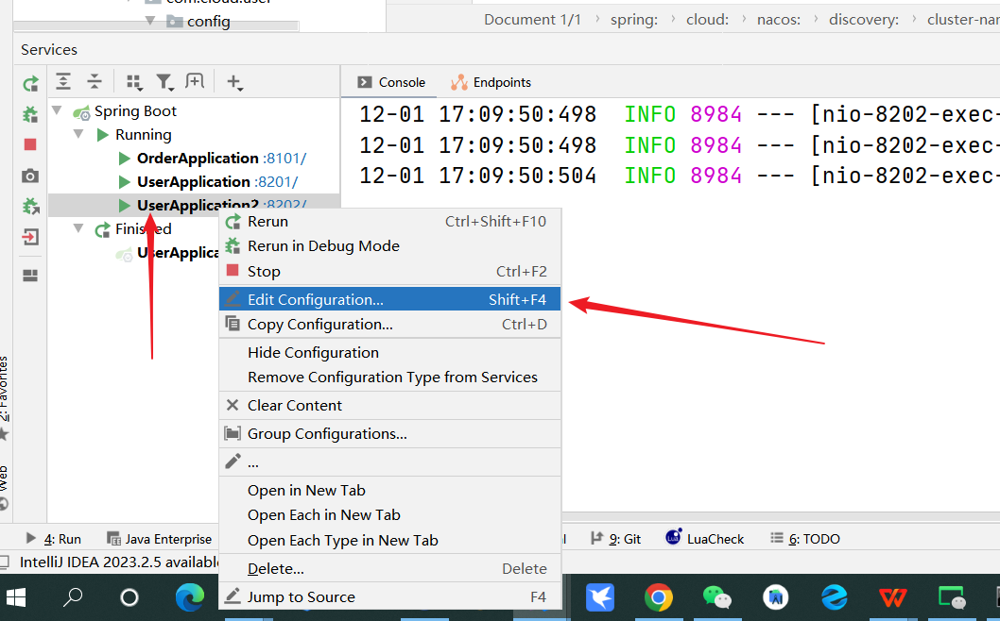 com.cloud.user
config
Document 1/1 › spring: › cloud: › nacos: › discovery: › cluster-nar
Services
Console Endpoints
Spring Boot
Running
OrderApplication :8101/
UserApplication :8201/
UserApplication2 :8202/
Finished
UserApplica
12-01 17:09:50:498 INFO 8984 --- [nio-8202-exec-
12-01 17:09:50:498 INFO 8984 --- [nio-8202-exec-
12-01 17:09:50:504 INFO 8984 --- [nio-8202-exec-
Rerun Ctrl+Shift+F10
Rerun in Debug Mode
Stop Ctrl+F2
Edit Configuration... Shift+F4
Copy Configuration... Ctrl+D
Hide Configuration
Remove Configuration Type from Services
Clear Content
Group Configurations...
...
Open in New Tab
Open Each in New Tab
Open Each Type in New Tab
Delete... Delete
Jump to Source F4
2: Favorites
Web
4: Run Java Enterprise 9: Git LuaCheck 6: TODO
IntelliJ IDEA 2023.2.5 available